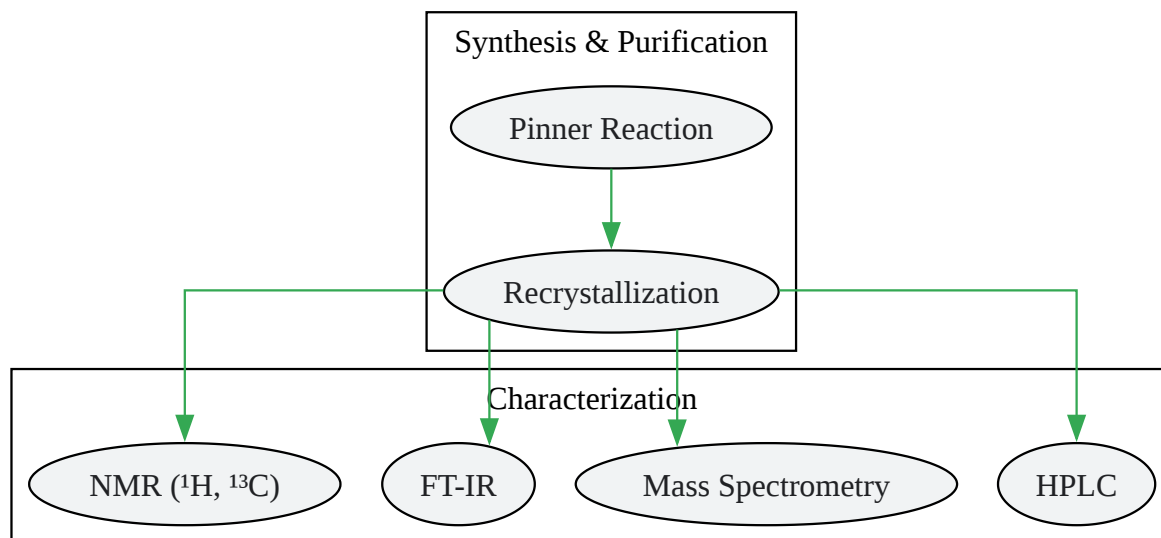 Synthesis & Purification
Pinner Reaction
Recrystallization
Characterization
NMR (¹H, ¹³C)
FT-IR
Mass Spectrometry
HPLC